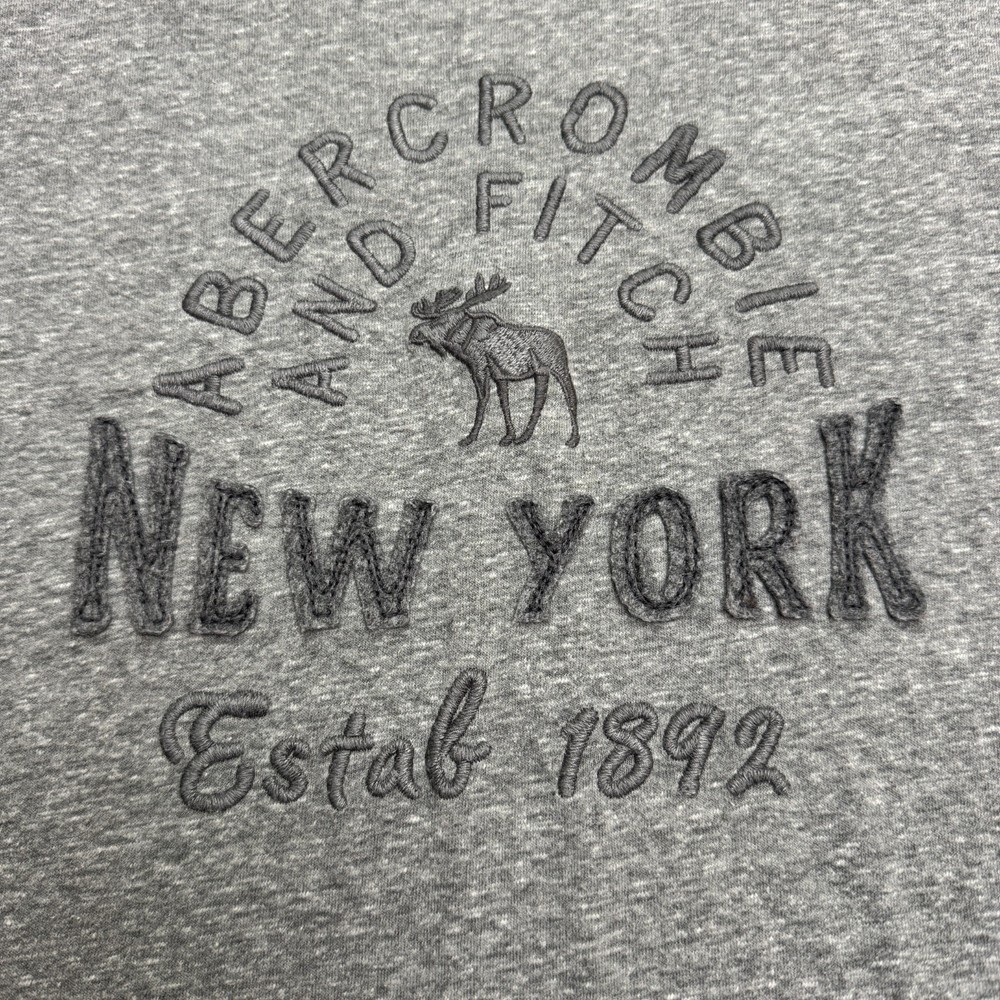 ABERCROMBIE
AND FITCH
NEW YORK
Estab 1892